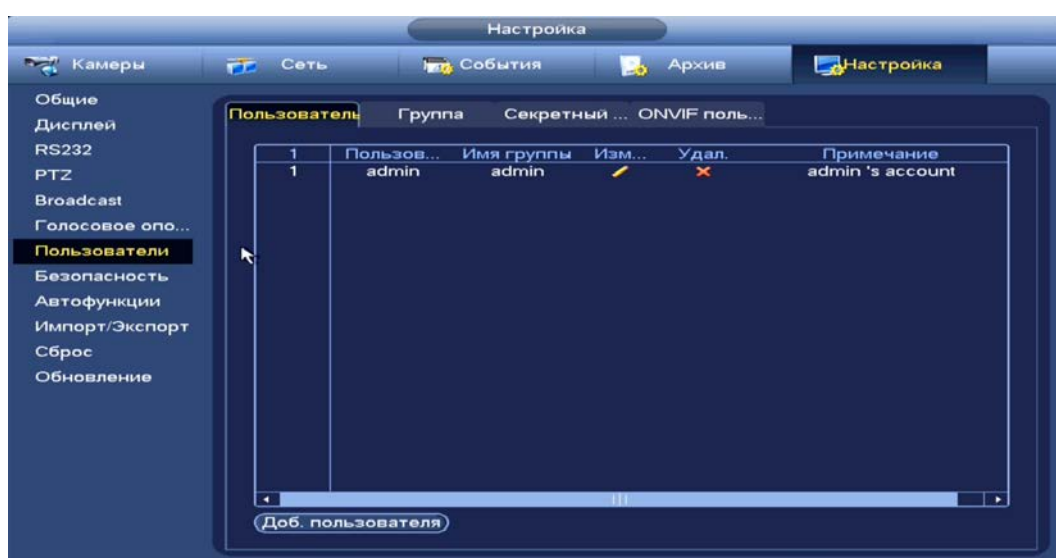 Настройка
Камеры Сеть События Архив Настройка
Общие
Дисплей
RS232
PTZ
Broadcast
Голосовое опо...
Пользователи
Безопасность
Автофункции
Импорт/Экспорт
Сброс
Обновление
Пользователь Группа Секретный ... ONVIF поль...
1 Пользов... Имя группы Изм... Удал. Примечание
1 admin admin admin 's account
Доб. пользователя